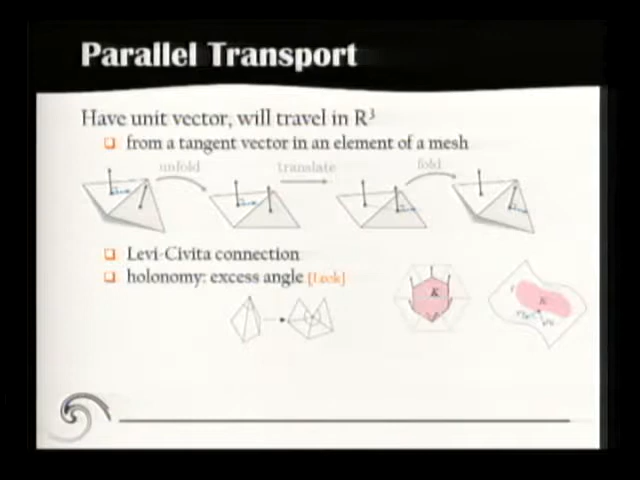 Parallel Transport
Have unit vector, will travel in R³
from a tangent vector in an element of a mesh
unfold translate fold
Levi-Civita connection
holonomy: excess angle [Look]
K
K